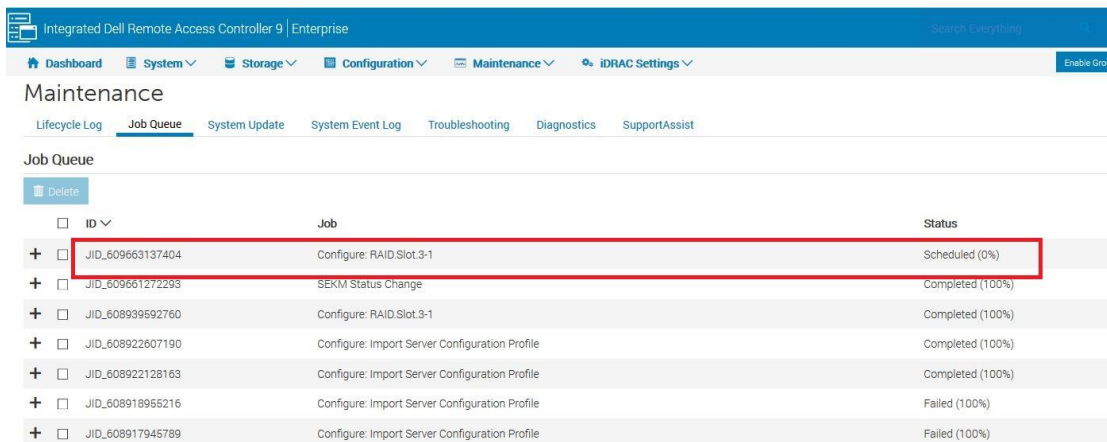 Integrated Dell Remote Access Controller 9 | Enterprise Search Everything
Dashboard System Storage Configuration Maintenance iDRAC Settings Enable Gro
Maintenance
Lifecycle Log Job Queue System Update System Event Log Troubleshooting Diagnostics SupportAssist
Job Queue
Delete
ID Job Status
JID_609663137404 Configure: RAID.Slot.3-1 Scheduled (0%)
JID_609661272293 SEKM Status Change Completed (100%)
JID_608939592760 Configure: RAID.Slot.3-1 Completed (100%)
JID_608922607190 Configure: Import Server Configuration Profile Completed (100%)
JID_608922128163 Configure: Import Server Configuration Profile Completed (100%)
JID_608918955216 Configure: Import Server Configuration Profile Failed (100%)
JID_608917945789 Configure: Import Server Configuration Profile Failed (100%)